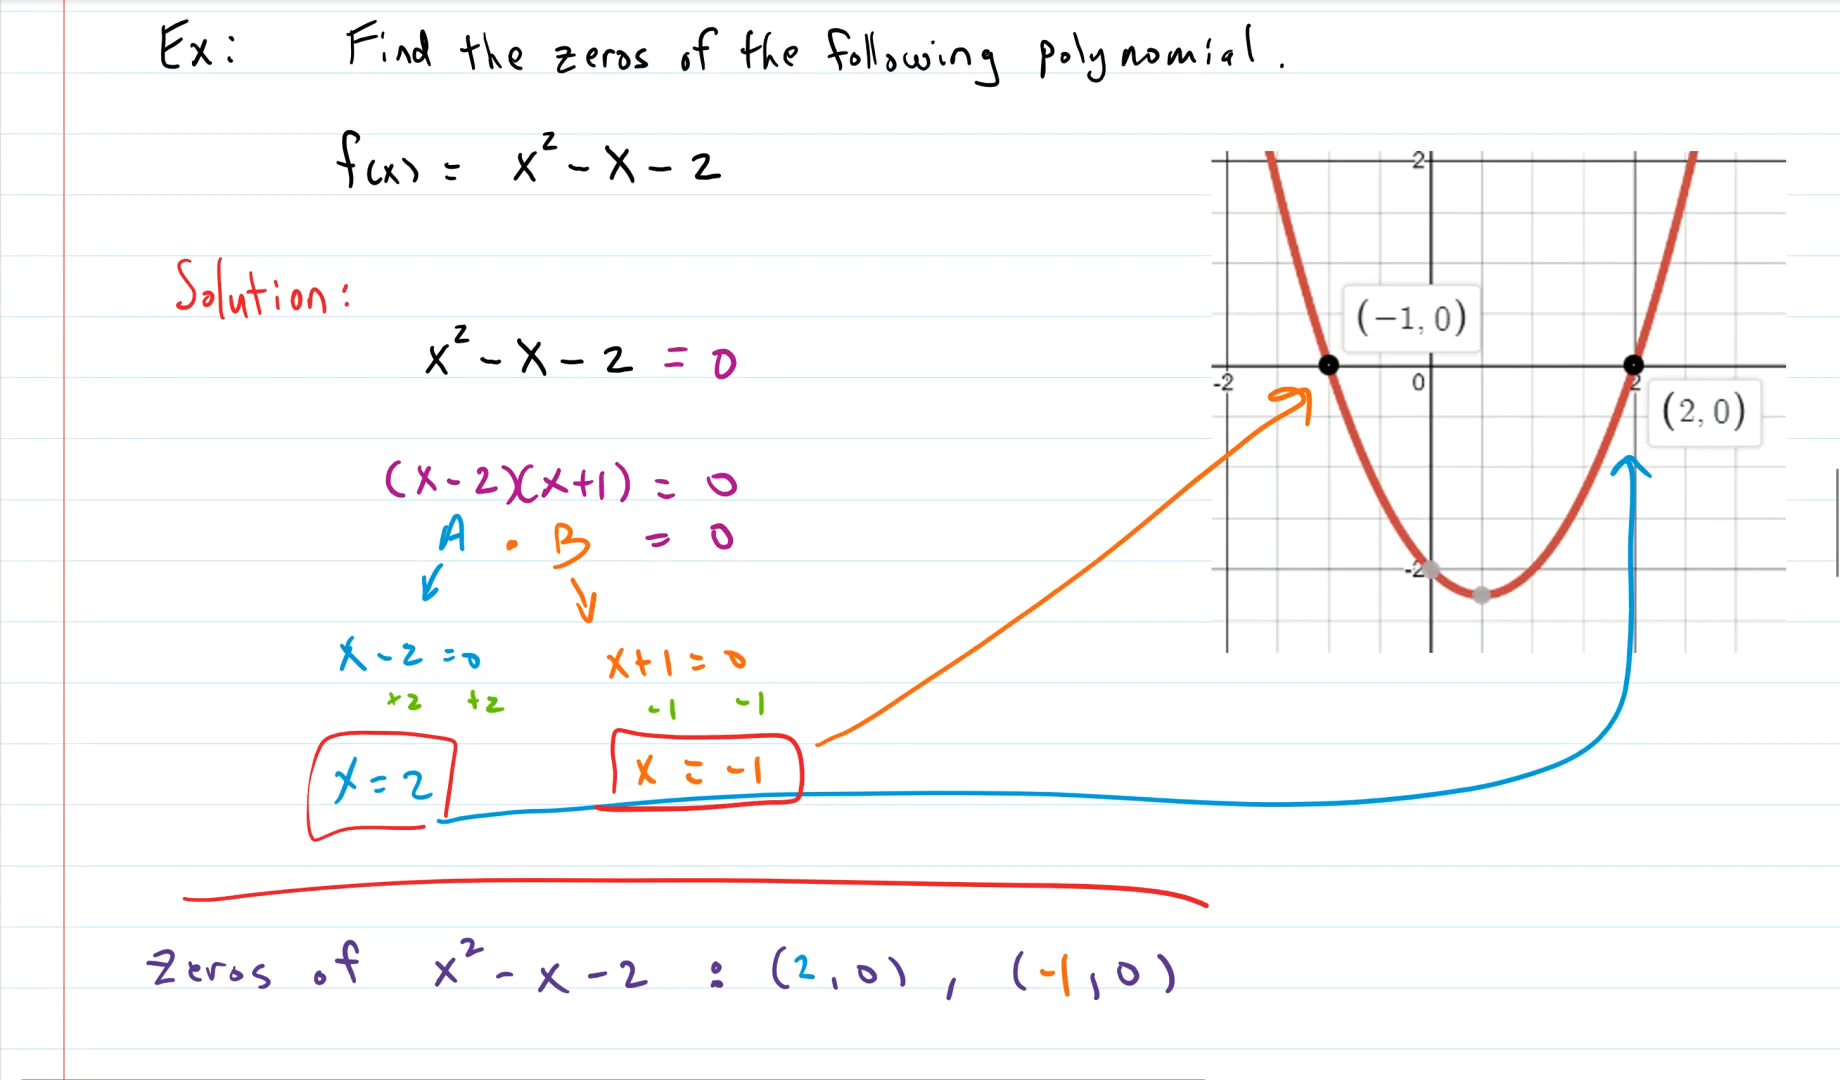 Ex: Find the zeros of the following polynomial.
f(x) = x² - x - 2
Solution:
x² - x - 2 = 0
(x-2)(x+1) = 0
A · B = 0
x - 2 = 0 x + 1 = 0
+2 +2 -1 -1
x = 2 x = -1
Zeros of x² - x - 2 : (2, 0) , (-1, 0)
2
(−1, 0)
-2 0 2
(2, 0)
-2